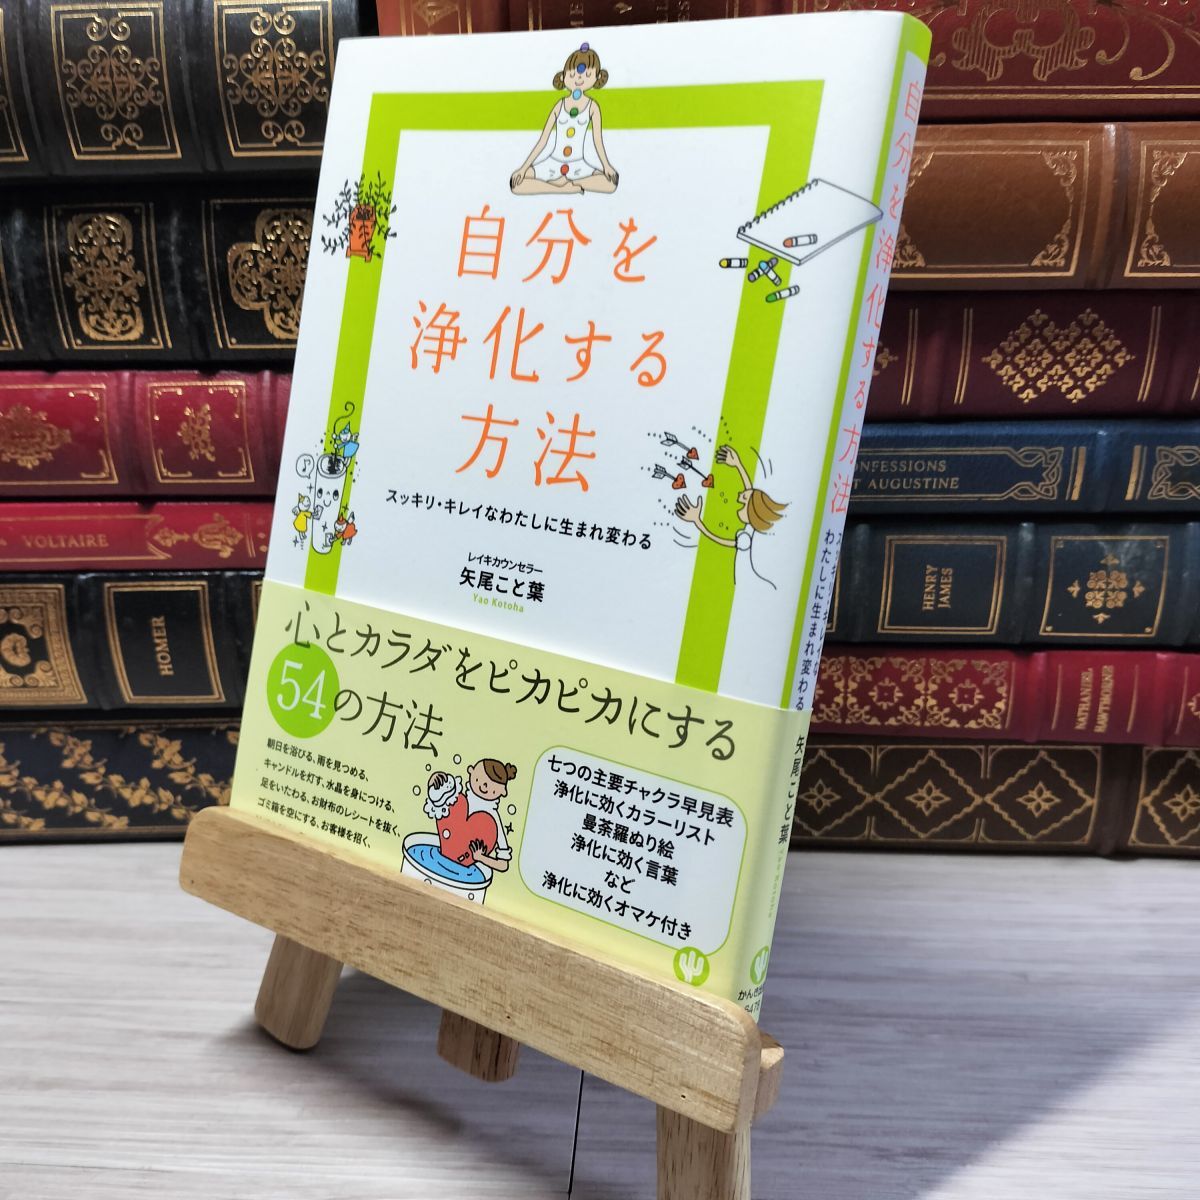 自分を
浄化する
方法
スッキリ・キレイなわたしに生まれ変わる
レイキカウンセラー
矢尾こと葉
Yao Kotoha
心とカラダをピカピカにする
54の方法
朝日を浴びる、雨を見つめる、
キャンドルを灯す、水晶を身につける、
足をいたわる、お財布のレシートを抜く、
ゴミ箱を空にする、お客様を招く、
七つの主要チャクラ早見表
浄化に効くカラーリスト
曼荼羅ぬり絵
浄化に効く言葉
など
浄化に効くオマケ付き
自分を浄化する方法
わたしに生まれ変わる
矢尾こと葉
Yao Kotoha
かんき出
VOLTAIRE
HOMER
CONFESSIONS
AUGUSTINE
HENRY
JAMES
NATHANIEL
HAWTHORNE